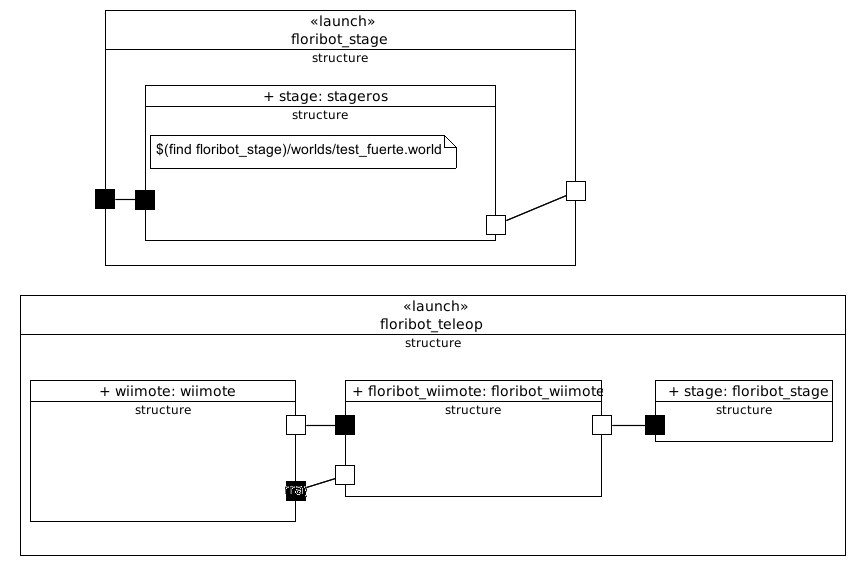 «launch»
floribot_stage
structure
+ stage: stageros
structure
$(find floribot_stage)/worlds/test_fuerte.world
«launch»
floribot_teleop
structure
+ wiimote: wiimote
structure
+ floribot_wiimote: floribot_wiimote
structure
+ stage: floribot_stage
structure